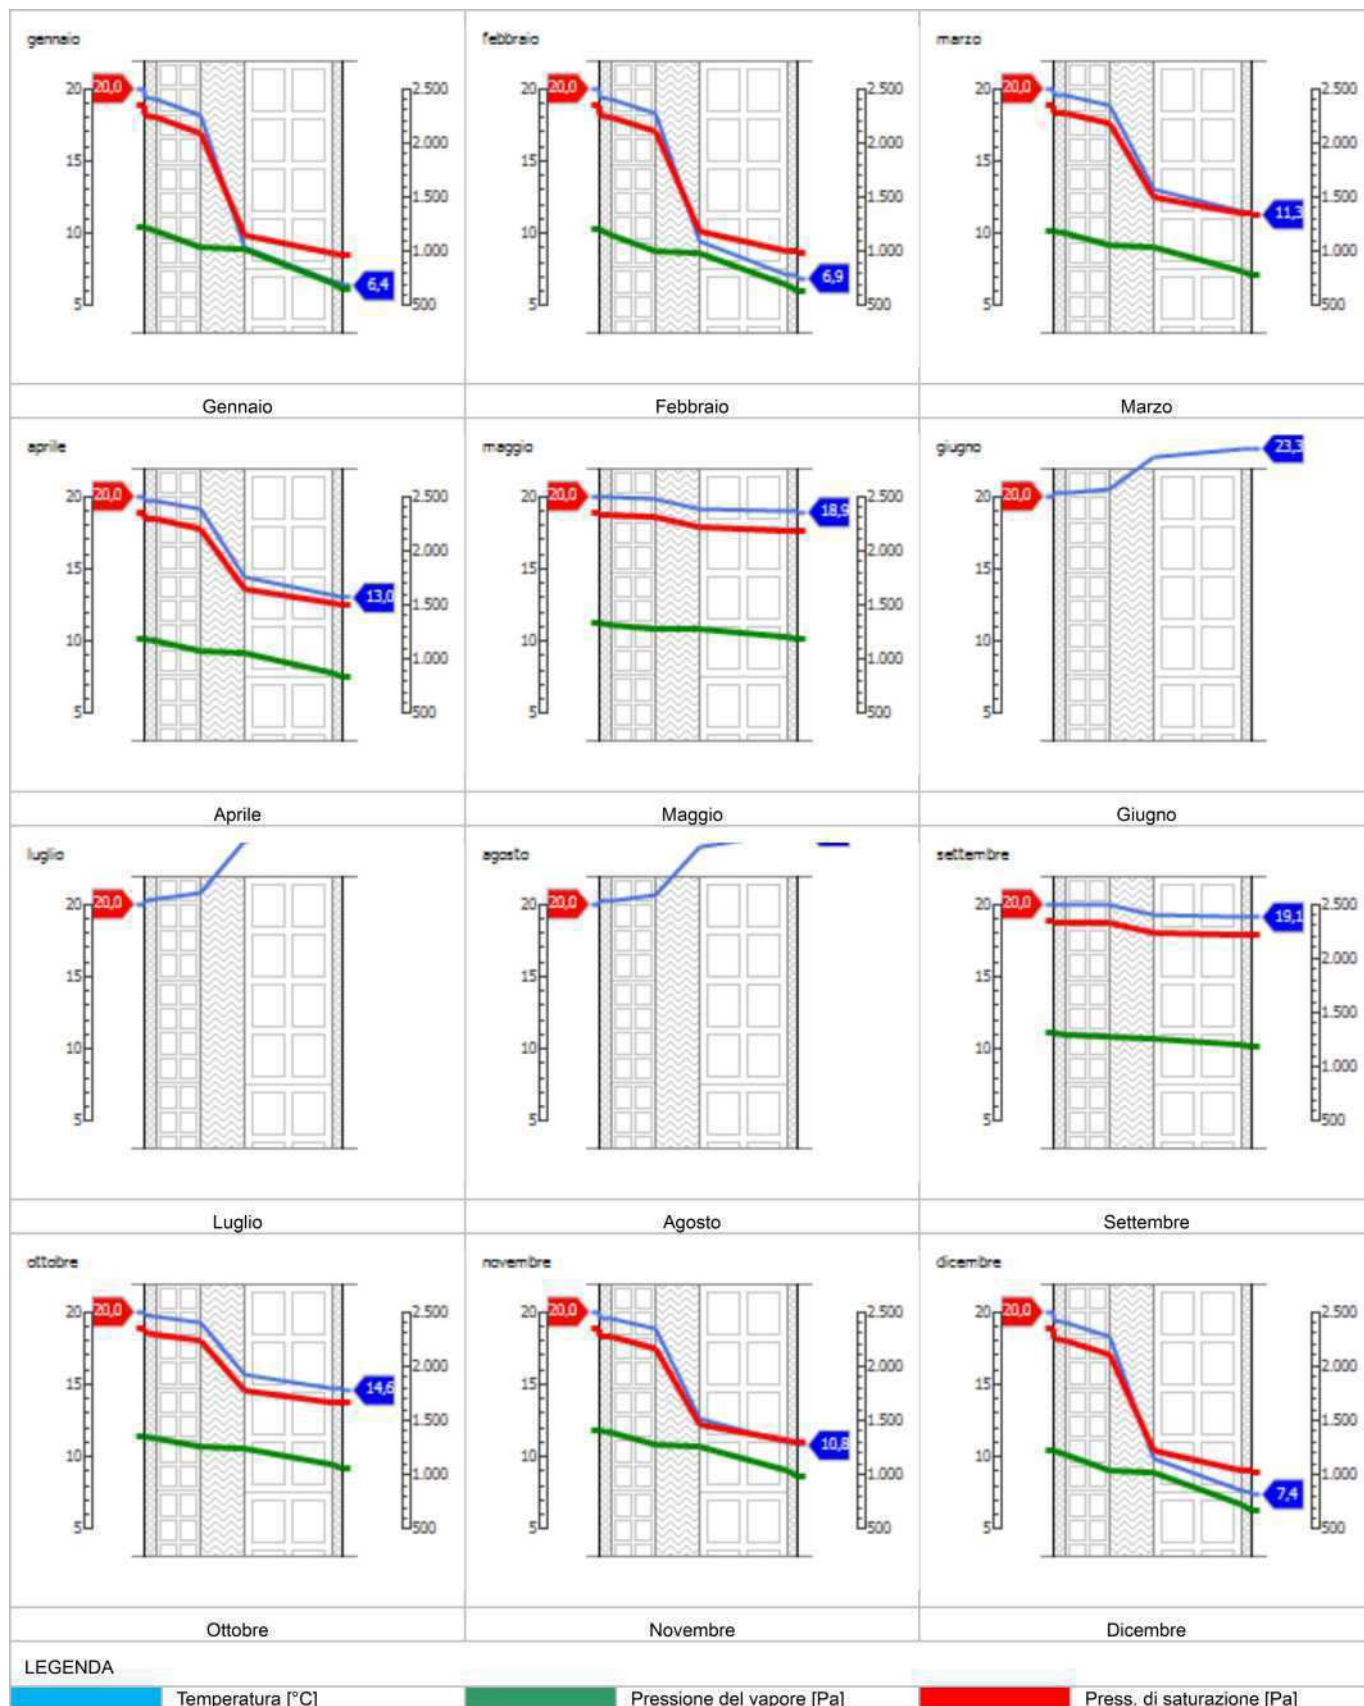 gennaio
febbraio
marzo
20 20,0 2.500
20 20,0 2.500
20 20,0 2.500
15 2.000
15 2.000
15 2.000
1.500
1.500
1.500
10 1.000
10 1.000
10 1.000
5 6,4 500
5 6,9 500
5 11,3 500
Gennaio
Febbraio
Marzo
aprile
maggio
giugno
20 20,0 2.500
20 20,0 2.500
20 20,0 23,3
15 2.000
15 2.000
15
13,0 1.500
18,9 1.500
10 1.000
10 1.000
10
5 500
5 500
5
Aprile
Maggio
Giugno
luglio
agosto
settembre
20 20,0
20 20,0
20 20,0 19,1 2.500
15
15
15 2.000
1.500
10
10
10 1.000
5
5
5 500
Luglio
Agosto
Settembre
ottobre
novembre
dicembre
20 20,0 2.500
20 20,0 2.500
20 20,0 2.500
15 14,6 2.000
15 2.000
15 2.000
1.500
1.500
1.500
10 1.000
10 10,8 1.000
10 1.000
5 500
5 500
5 7,4 500
Ottobre
Novembre
Dicembre
LEGENDA
Temperatura [°C]
Pressione del vapore [Pa]
Press. di saturazione [Pa]